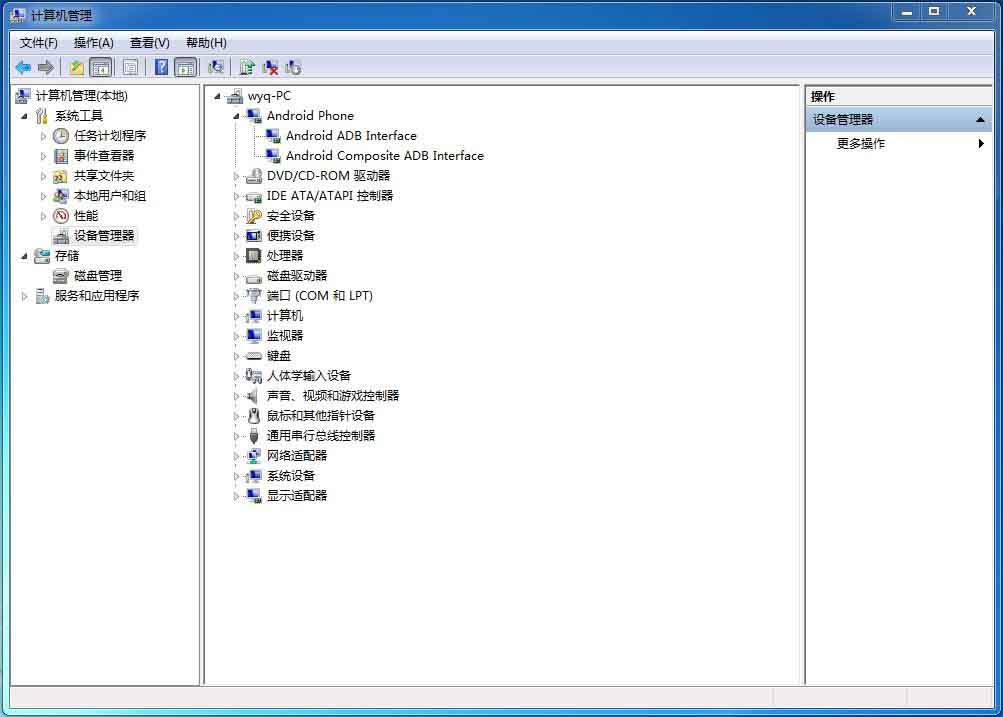 计算机管理
文件(F) 操作(A) 查看(V) 帮助(H)
计算机管理(本地)
系统工具
任务计划程序
事件查看器
共享文件夹
本地用户和组
性能
设备管理器
存储
磁盘管理
服务和应用程序
wyq-PC
Android Phone
Android ADB Interface
Android Composite ADB Interface
DVD/CD-ROM 驱动器
IDE ATA/ATAPI 控制器
安全设备
便携设备
处理器
磁盘驱动器
端口 (COM 和 LPT)
计算机
监视器
键盘
人体学输入设备
声音、视频和游戏控制器
鼠标和其他指针设备
通用串行总线控制器
网络适配器
系统设备
显示适配器
操作
设备管理器
更多操作